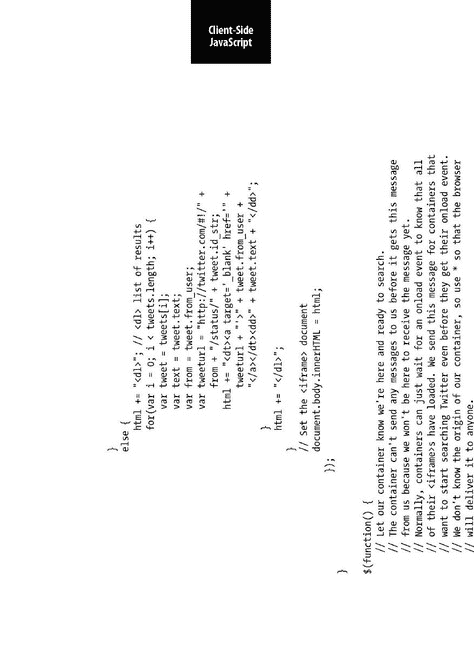 Client-Side
JavaScript
}
else {
html += "<dl>"; // <dl> list of results
for(var i = 0; i < tweets.length; i++) {
var tweet = tweets[i];
var text = tweet.text;
var from = tweet.from_user;
var tweeturl = "http://twitter.com/#!/" +
from + "/status/" + tweet.id_str;
html += "<dt><a target='_blank' href='" +
tweeturl + "'>" + tweet.from_user +
"</a></dt><dd>" + tweet.text + "</dd>";
}
html += "</dl>";
}
// Set the <iframe> document
document.body.innerHTML = html;
});
}
$(function() {
// Let our container know we're here and ready to search.
// The container can't send any messages to us before it gets this message
// from us because we won't be here to receive the message yet.
// Normally, containers can just wait for an onload event to know that all
// of their <iframe>s have loaded. We send this message for containers that
// want to start searching Twitter even before they get their onload event.
// We don't know the origin of our container, so use * so that the browser
// will deliver it to anyone.